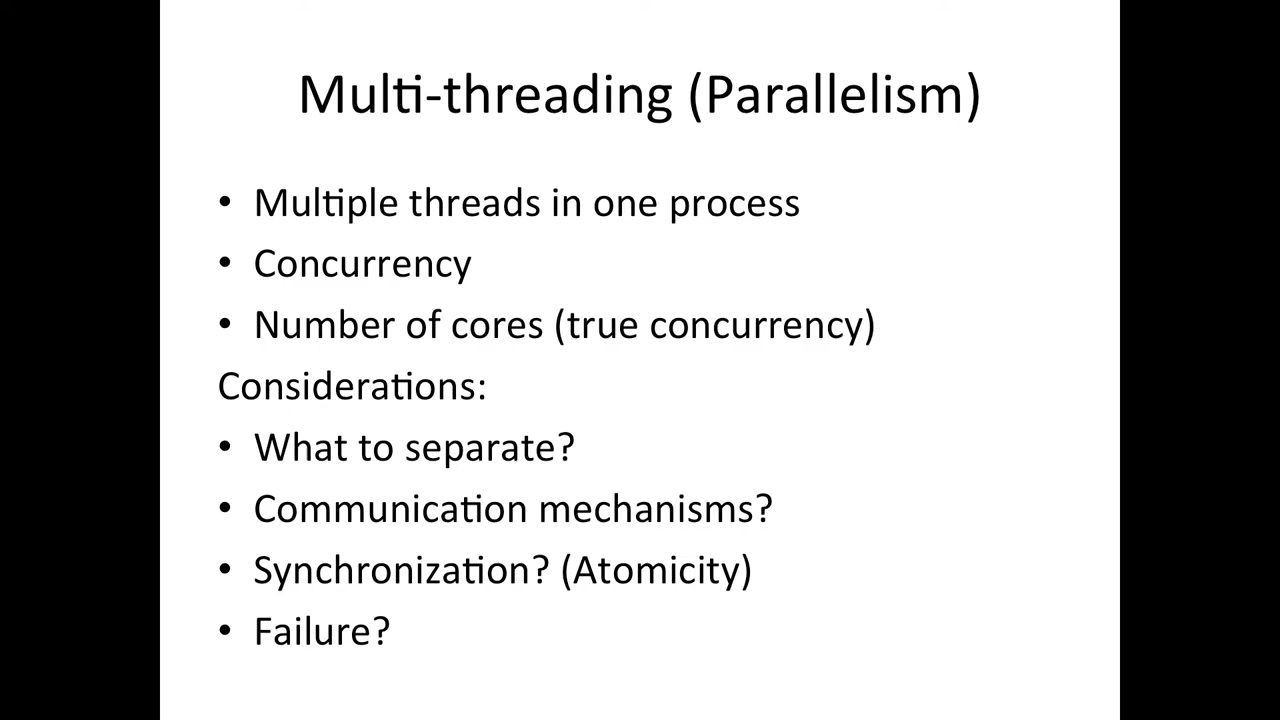 Multi-threading (Parallelism)
• Multiple threads in one process
• Concurrency
• Number of cores (true concurrency)
Considerations:
• What to separate?
• Communication mechanisms?
• Synchronization? (Atomicity)
• Failure?